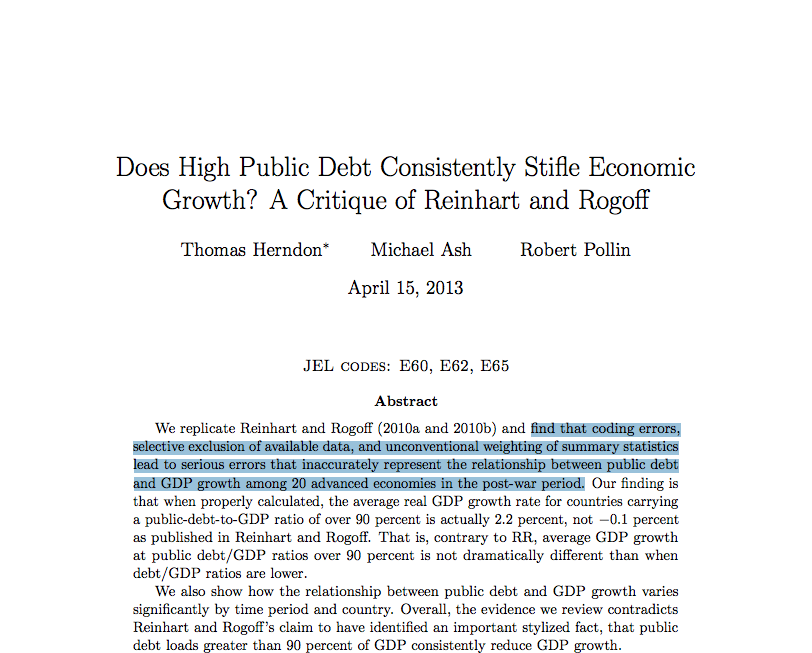 Does High Public Debt Consistently Stifle Economic
Growth? A Critique of Reinhart and Rogoff
Thomas Herndon* Michael Ash Robert Pollin
April 15, 2013
JEL CODES: E60, E62, E65
Abstract
We replicate Reinhart and Rogoff (2010a and 2010b) and find that coding errors,
selective exclusion of available data, and unconventional weighting of summary statistics
lead to serious errors that inaccurately represent the relationship between public debt
and GDP growth among 20 advanced economies in the post-war period. Our finding is
that when properly calculated, the average real GDP growth rate for countries carrying
a public-debt-to-GDP ratio of over 90 percent is actually 2.2 percent, not −0.1 percent
as published in Reinhart and Rogoff. That is, contrary to RR, average GDP growth
at public debt/GDP ratios over 90 percent is not dramatically different than when
debt/GDP ratios are lower.
We also show how the relationship between public debt and GDP growth varies
significantly by time period and country. Overall, the evidence we review contradicts
Reinhart and Rogoff's claim to have identified an important stylized fact, that public
debt loads greater than 90 percent of GDP consistently reduce GDP growth.